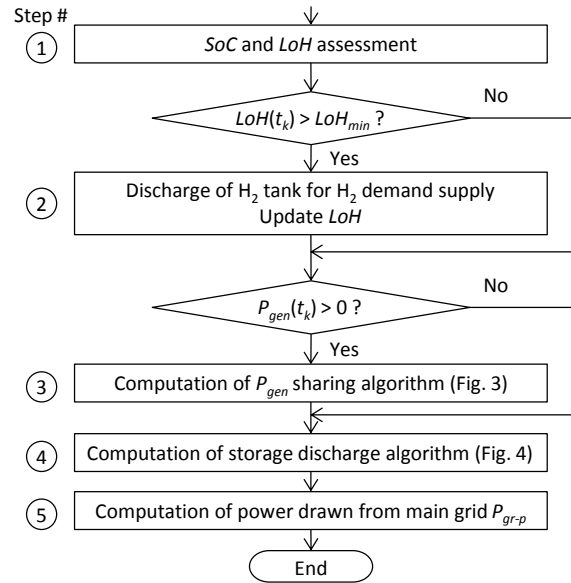 Step #
1
SoC and LoH assessment
No
LoH(tk) > LoHmin ?
Yes
2
Discharge of H2 tank for H2 demand supply
Update LoH
No
Pgen(tk) > 0 ?
Yes
3
Computation of Pgen sharing algorithm (Fig. 3)
4
Computation of storage discharge algorithm (Fig. 4)
5
Computation of power drawn from main grid Pgr-p
End